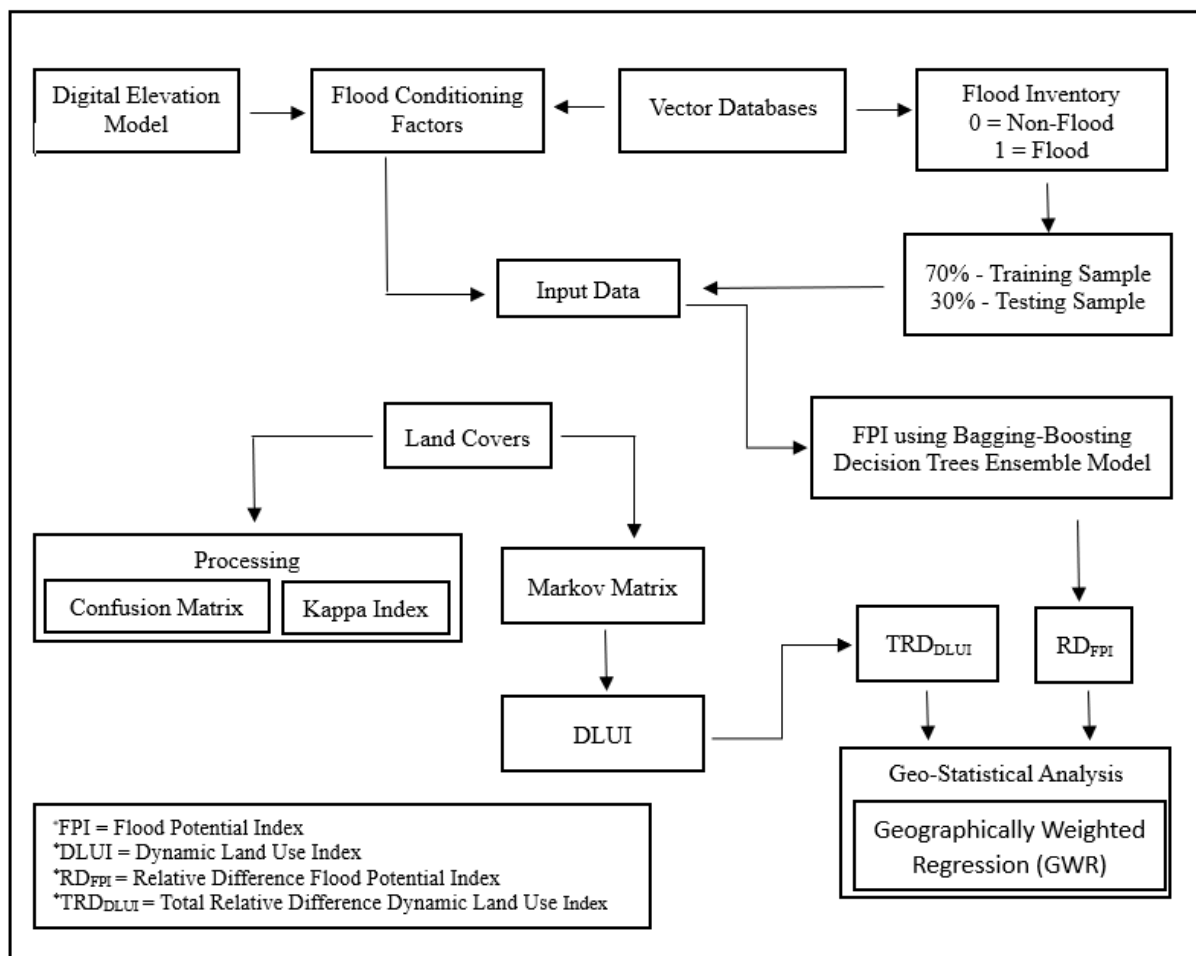 Digital Elevation
Model
Flood Conditioning
Factors
Vector Databases
Flood Inventory
0 = Non-Flood
1 = Flood
70% - Training Sample
30% - Testing Sample
Input Data
Land Covers
FPI using Bagging-Boosting
Decision Trees Ensemble Model
Processing
Confusion Matrix
Kappa Index
Markov Matrix
TRDDLUI
RDFPI
DLUI
Geo-Statistical Analysis
Geographically Weighted
Regression (GWR)
*FPI = Flood Potential Index
*DLUI = Dynamic Land Use Index
*RDFPI = Relative Difference Flood Potential Index
*TRDDLUI = Total Relative Difference Dynamic Land Use Index